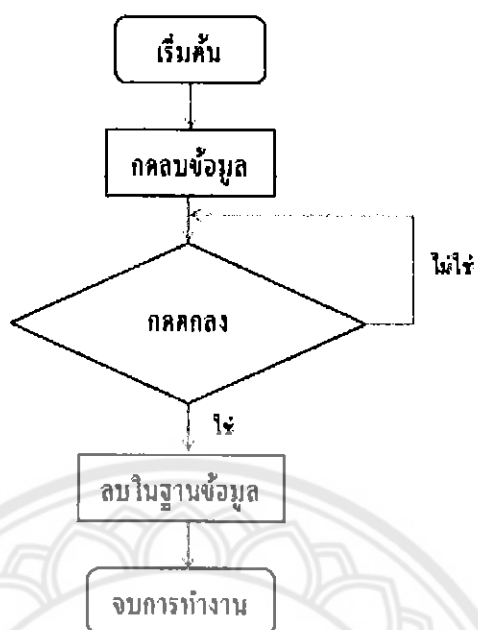 เริ่มต้น
กดลบข้อมูล
ไม่ใช่
กดตกลง
ใช่
ลบในฐานข้อมูล
จบการทำงาน